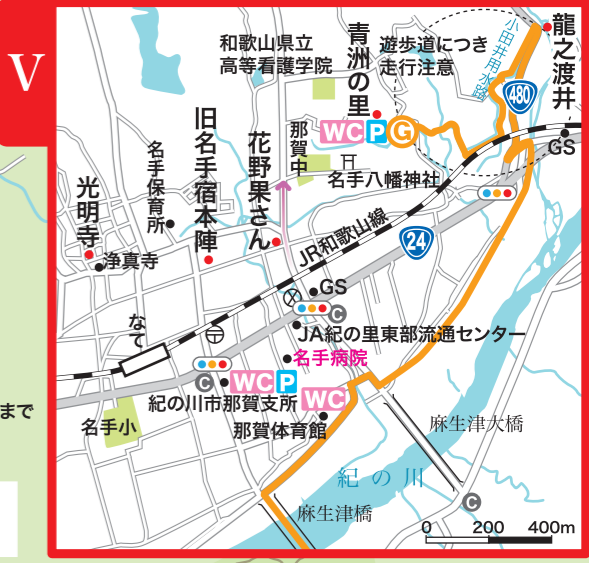 V
和歌山県立
高等看護学院
青洲の里
遊歩道につき
走行注意
小田井用水路
龍之渡井
480
WC P G
GS
那賀中
名手八幡神社
旧名手宿本陣
花野果さん
名手保育所
光明寺
浄真寺
JR和歌山線
24
GS
C
なて
JA紀の里東部流通センター
名手病院
C
WC P
紀の川市那賀支所
WC
那賀体育館
名手小
まで
麻生津大橋
紀の川
麻生津橋
C
0 200 400m